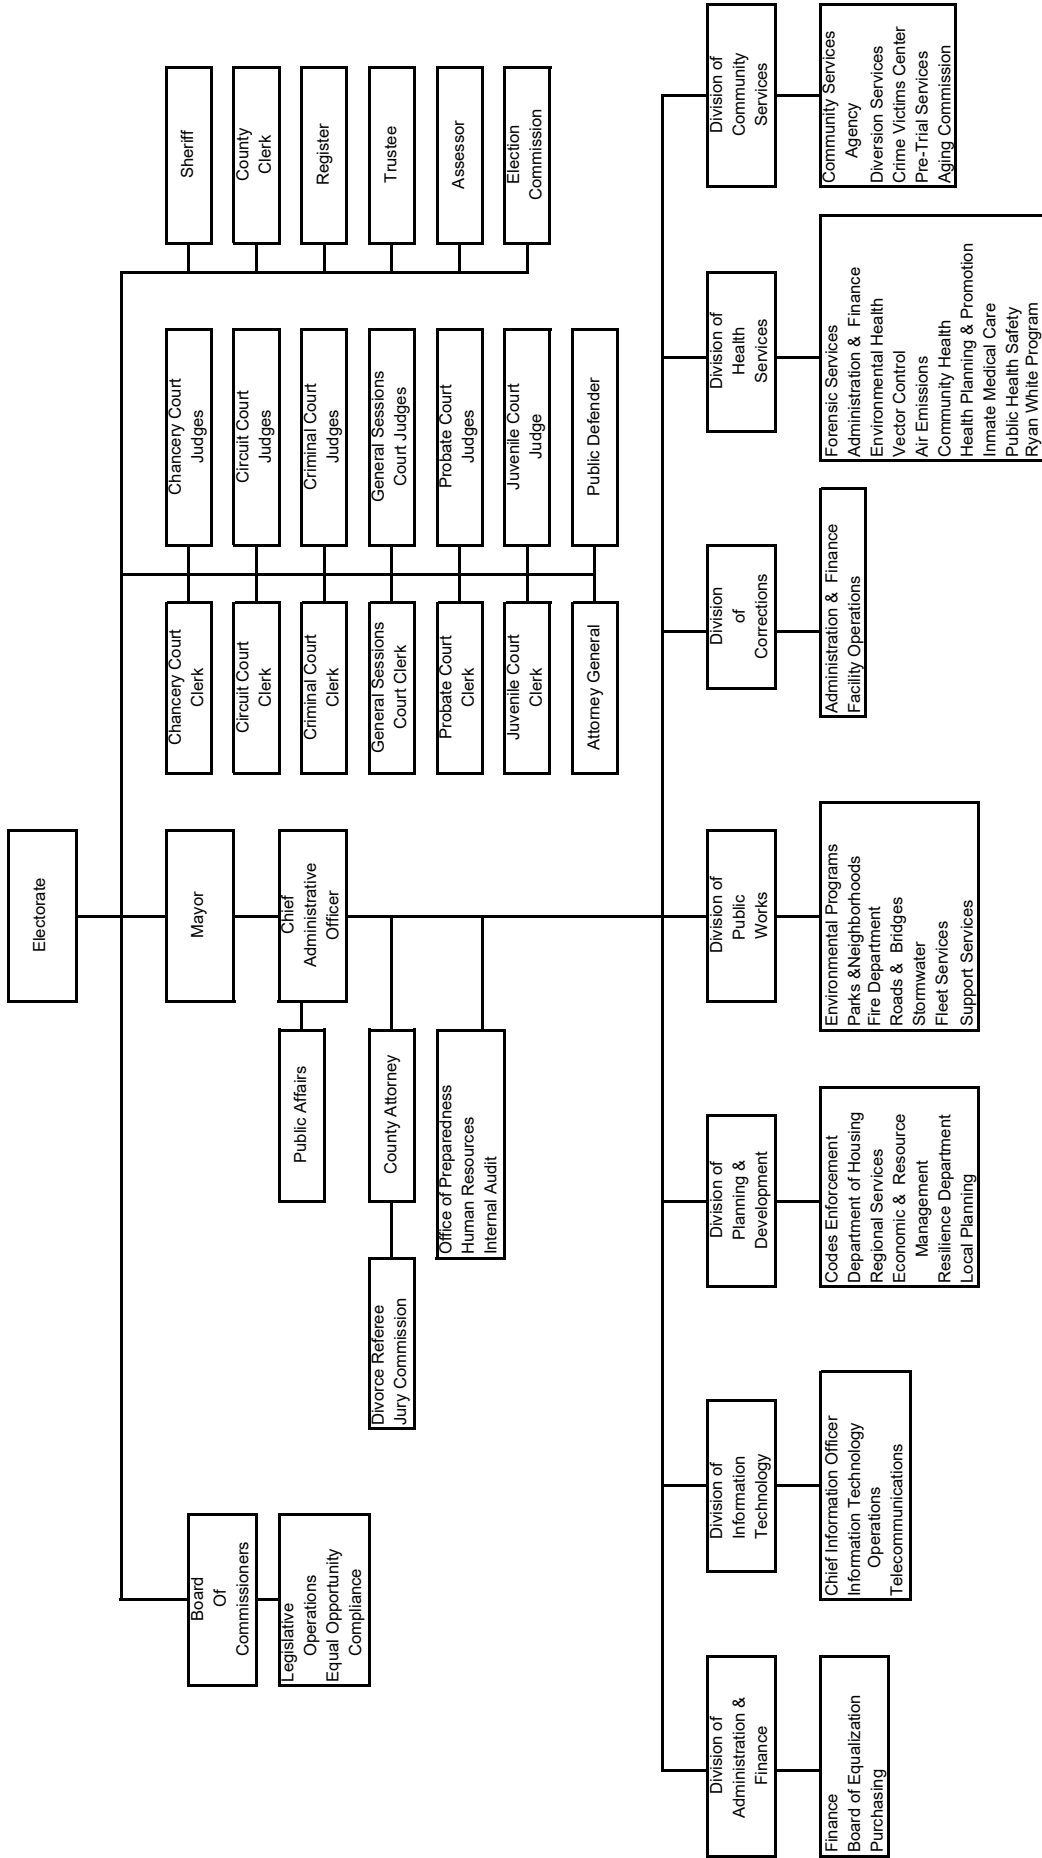 Electorate
Board
Of
Commissioners
Legislative
Operations
Equal Opportunity
Compliance
Mayor
Chief
Administrative
Officer
Public Affairs
County Attorney
Divorce Referee
Jury Commission
Office of Preparedness
Human Resources
Internal Audit
Chancery Court
Clerk
Circuit Court
Clerk
Criminal Court
Clerk
General Sessions
Court Clerk
Probate Court
Clerk
Juvenile Court
Clerk
Attorney General
Chancery Court
Judges
Circuit Court
Judges
Criminal Court
Judges
General Sessions
Court Judges
Probate Court
Judges
Juvenile Court
Judge
Public Defender
Sheriff
County
Clerk
Register
Trustee
Assessor
Election
Commission
Division of
Administration &
Finance
Finance
Board of Equalization
Purchasing
Division of
Information
Technology
Chief Information Officer
Information Technology
Operations
Telecommunications
Division of
Planning &
Development
Codes Enforcement
Department of Housing
Regional Services
Economic & Resource
Management
Resilience Department
Local Planning
Division of
Public
Works
Environmental Programs
Parks &Neighborhoods
Fire Department
Roads & Bridges
Stormwater
Fleet Services
Support Services
Division
of
Corrections
Administration & Finance
Facility Operations
Division of
Health
Services
Forensic Services
Administration & Finance
Environmental Health
Vector Control
Air Emissions
Community Health
Health Planning & Promotion
Inmate Medical Care
Public Health Safety
Ryan White Program
Division of
Community
Services
Community Services
Agency
Diversion Services
Crime Victims Center
Pre-Trial Services
Aging Commission